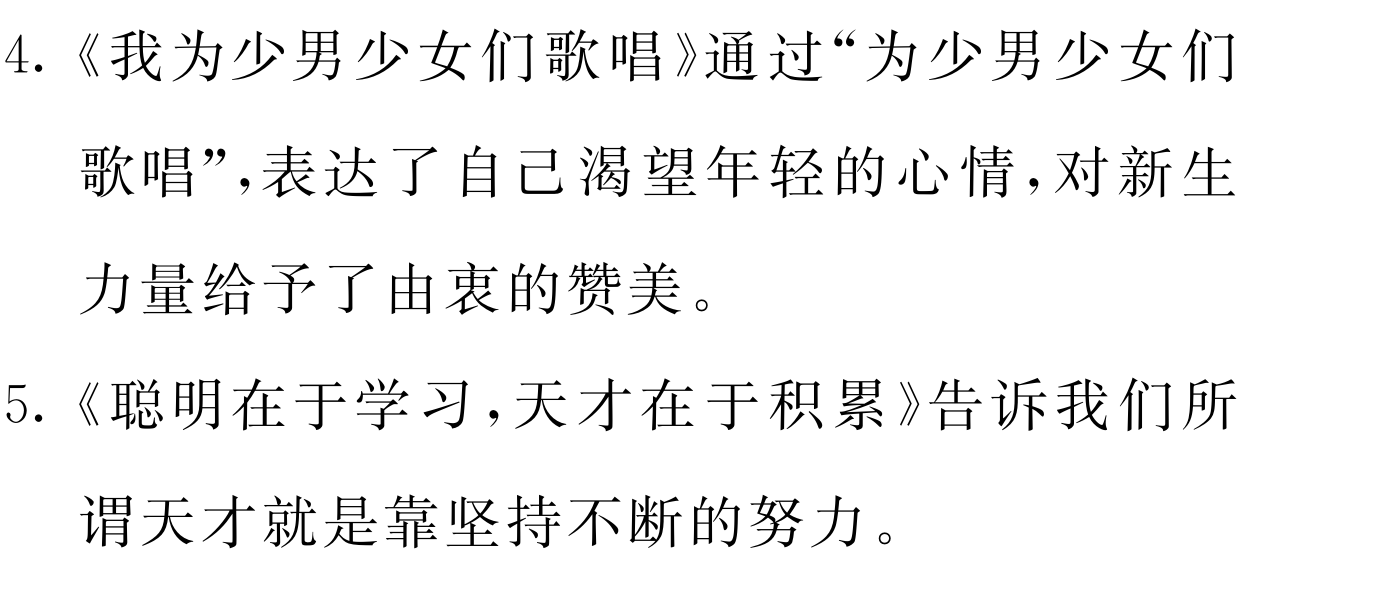 4.《我为少男少女们歌唱》通过“为少男少女们
歌唱”,表达了自己渴望年轻的心情,对新生
力量给予了由衷的赞美。
5.《聪明在于学习,天才在于积累》告诉我们所
谓天才就是靠坚持不断的努力。